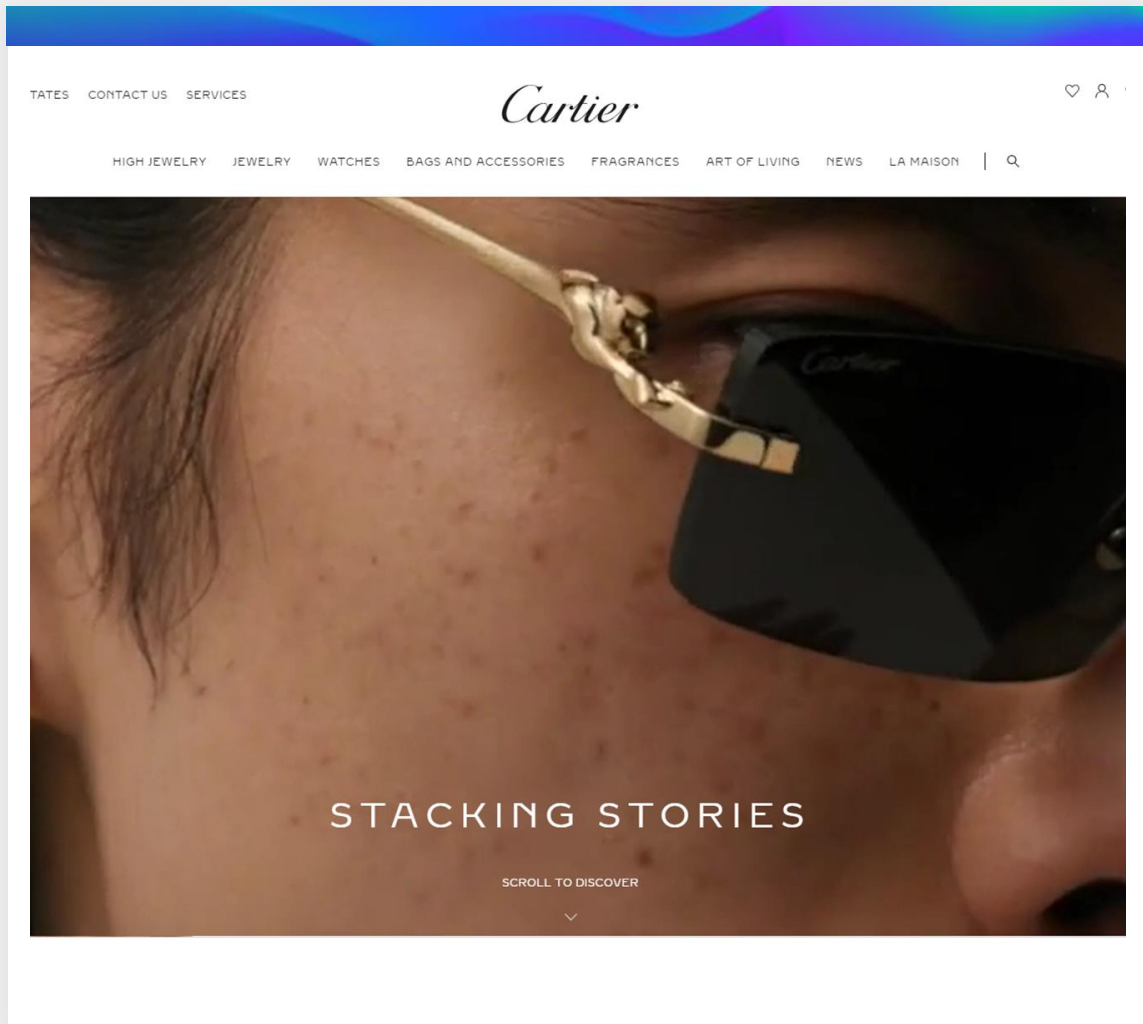 TATES CONTACT US SERVICES
Cartier
HIGH JEWELRY JEWELRY WATCHES BAGS AND ACCESSORIES FRAGRANCES ART OF LIVING NEWS LA MAISON
Cartier
STACKING STORIES
SCROLL TO DISCOVER